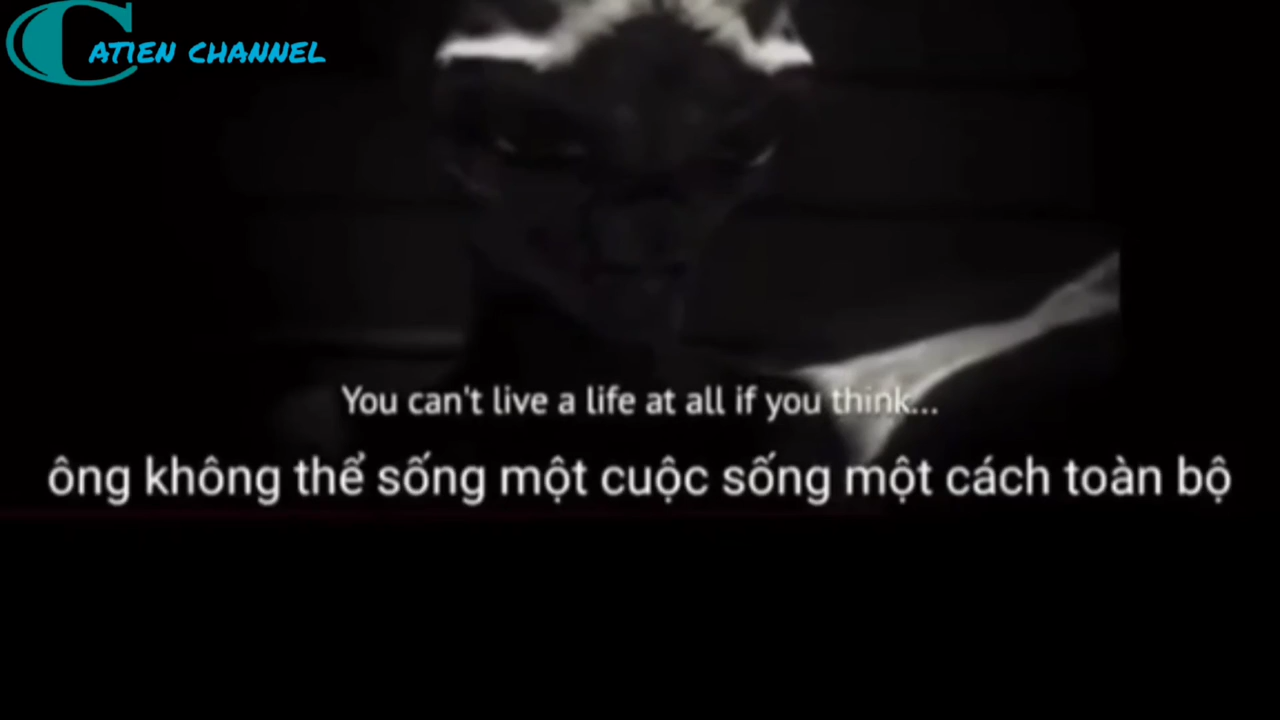 CATIEN CHANNEL
You can't live a life at all if you think...
ông không thể sống một cuộc sống một cách toàn bộ